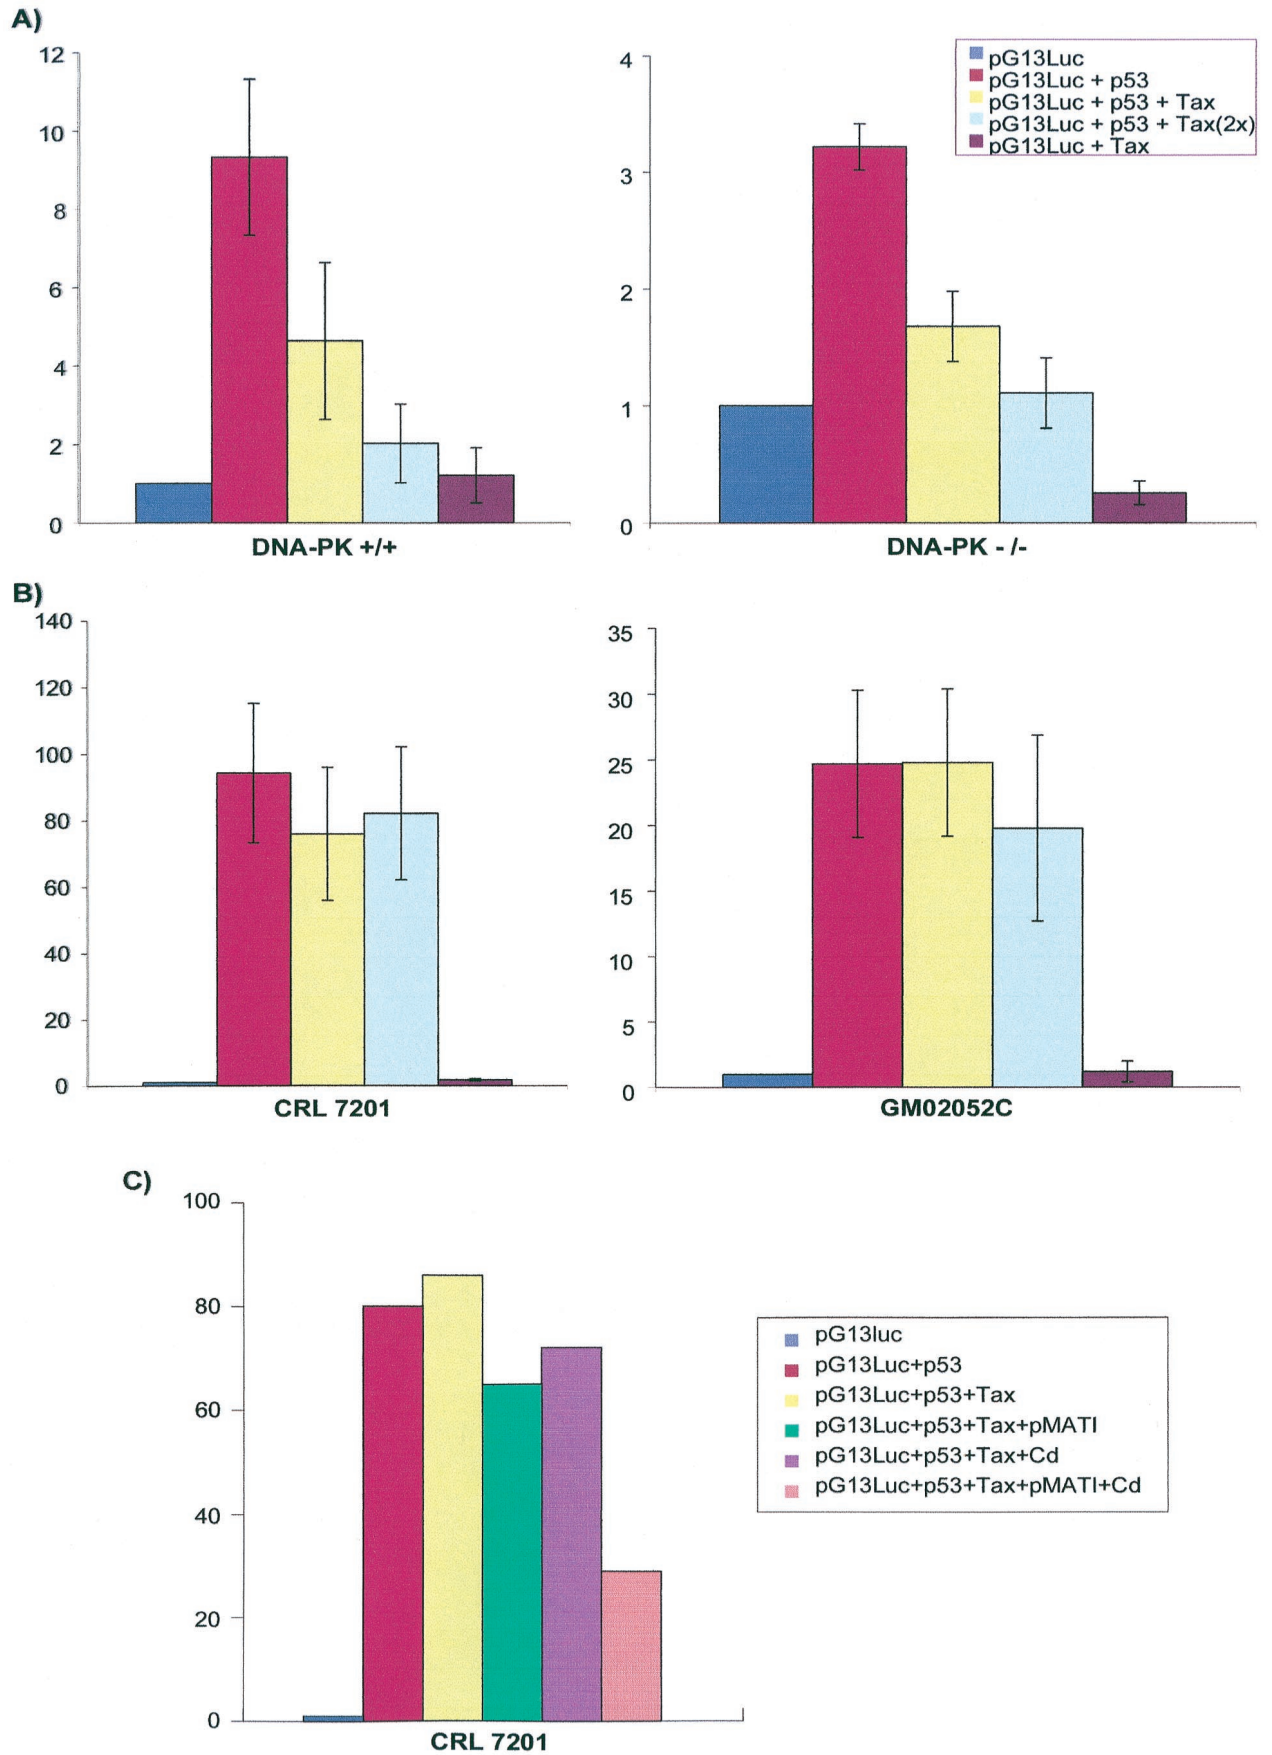 A)
12
10
8
6
4
2
0
DNA-PK +/+
4
3
2
1
0
DNA-PK - /-
pG13Luc
pG13Luc + p53
pG13Luc + p53 + Tax
pG13Luc + p53 + Tax(2x)
pG13Luc + Tax
B)
140
120
100
80
60
40
20
0
CRL 7201
35
30
25
20
15
10
5
0
GM02052C
C)
100
80
60
40
20
0
CRL 7201
pG13luc
pG13Luc+p53
pG13Luc+p53+Tax
pG13Luc+p53+Tax+pMATI
pG13Luc+p53+Tax+Cd
pG13Luc+p53+Tax+pMATI+Cd